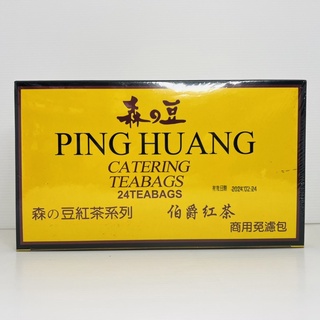 森の豆
PING HUANG
CATERING
TEABAGS
24TEABAGS
2024'02·24
森の豆紅茶系列
伯爵紅茶
商用免濾包